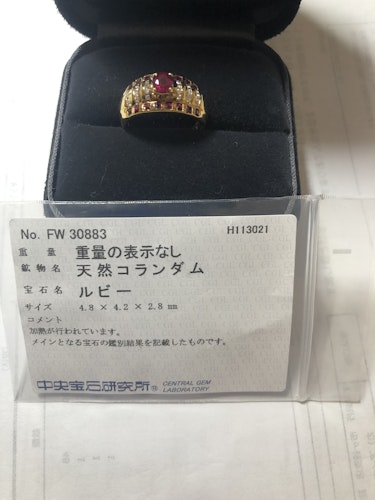 No. FW 30883 H113021
重量 重量の表示なし
鉱物名 天然コランダム
宝石名 ルビー
サイズ 4.8 × 4.2 × 2.8 mm
コメント
加熱が行われています。
メインとなる宝石の鑑別結果を記載したものです。
中央宝石研究所® CENTRAL GEM
LABORATORY